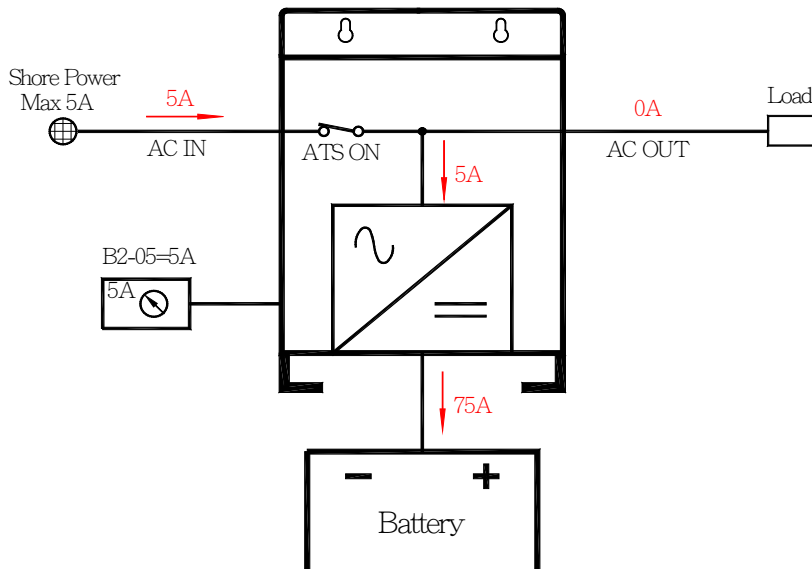 Shore Power
Max 5A
5A
AC IN
ATS ON
0A
AC OUT
Load
5A
B2-05=5A
5A
75A
Battery